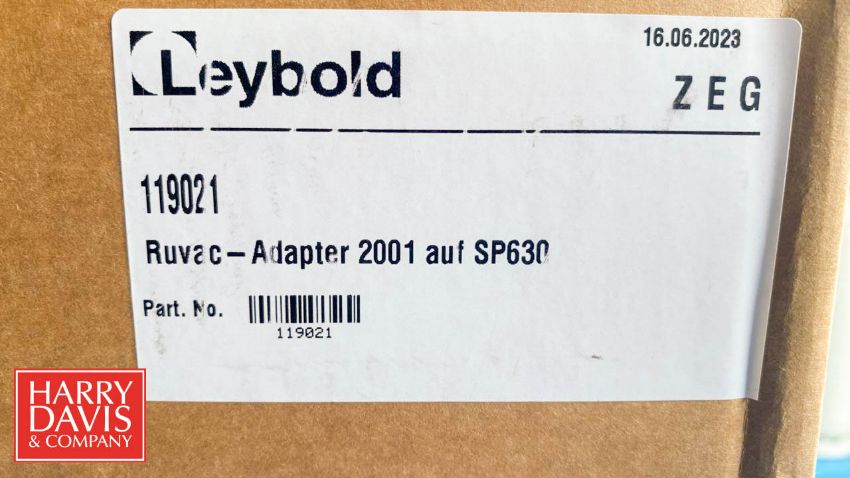 Leybold
16.06.2023
ZEG
119021
Ruvac-Adapter 2001 auf SP630
Part. No.
119021
HARRY
DAVIS
& COMPANY